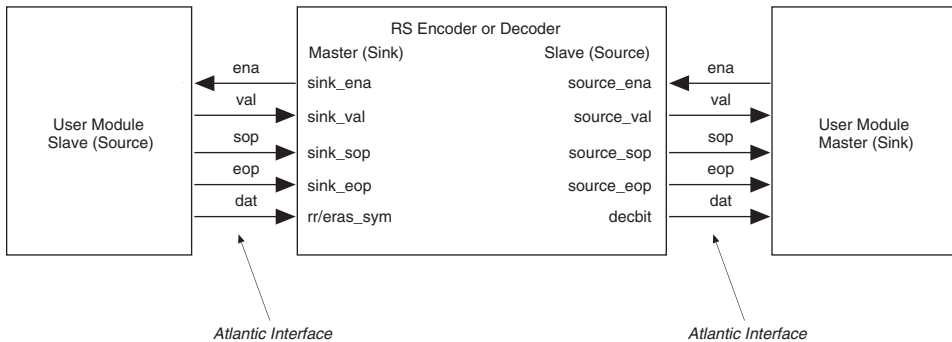 RS Encoder or Decoder
Master (Sink) Slave (Source)
ena sink_ena source_ena ena
val sink_val source_val val
User Module
Slave (Source)
User Module
Master (Sink)
sop sink_sop source_sop sop
eop sink_eop source_eop eop
dat rr/eras_sym decbit dat
Atlantic Interface Atlantic Interface